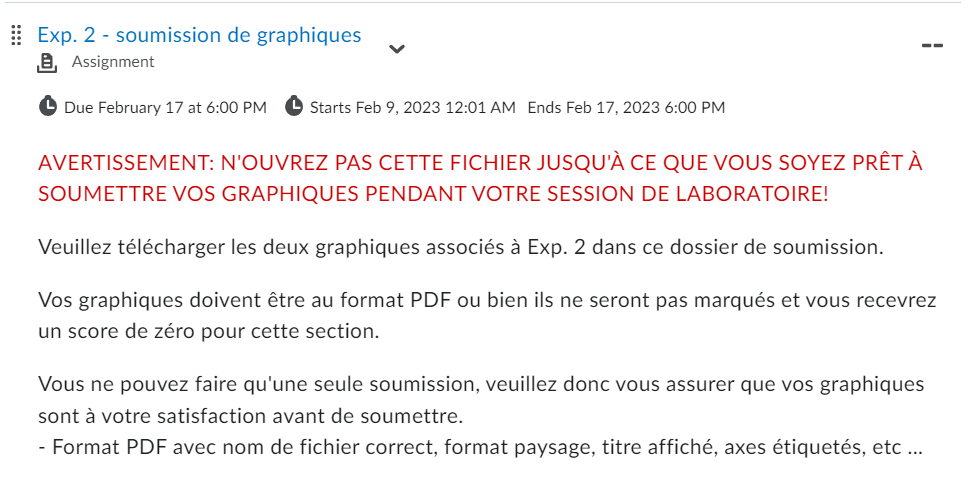 Exp. 2 - soumission de graphiques
Assignment
Due February 17 at 6:00 PM Starts Feb 9, 2023 12:01 AM Ends Feb 17, 2023 6:00 PM
AVERTISSEMENT: N'OUVREZ PAS CETTE FICHIER JUSQU'À CE QUE VOUS SOYEZ PRÊT À
SOUMETTRE VOS GRAPHIQUES PENDANT VOTRE SESSION DE LABORATOIRE!
Veuillez télécharger les deux graphiques associés à Exp. 2 dans ce dossier de soumission.
Vos graphiques doivent être au format PDF ou bien ils ne seront pas marqués et vous recevrez
un score de zéro pour cette section.
Vous ne pouvez faire qu'une seule soumission, veuillez donc vous assurer que vos graphiques
sont à votre satisfaction avant de soumettre.
- Format PDF avec nom de fichier correct, format paysage, titre affiché, axes étiquetés, etc ...